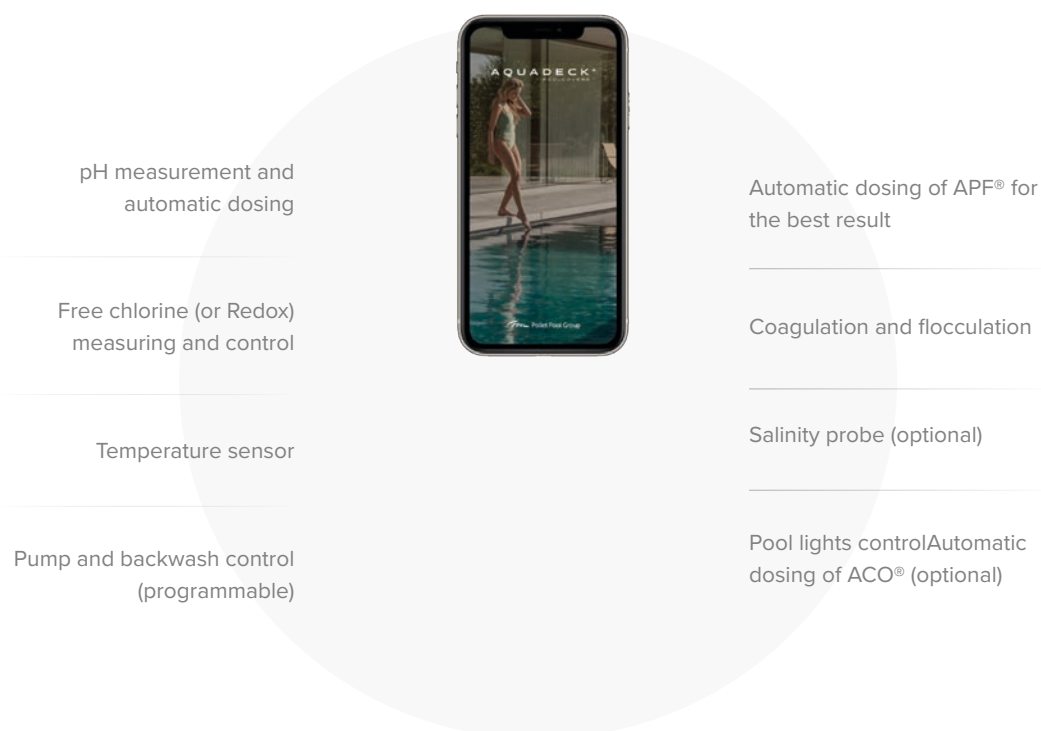 AQUADECK
pH measurement and
automatic dosing
Free chlorine (or Redox)
measuring and control
Temperature sensor
Pump and backwash control
(programmable)
Automatic dosing of APF® for
the best result
Coagulation and flocculation
Salinity probe (optional)
Pool lights controlAutomatic
dosing of ACO® (optional)
Pollet Pool Group